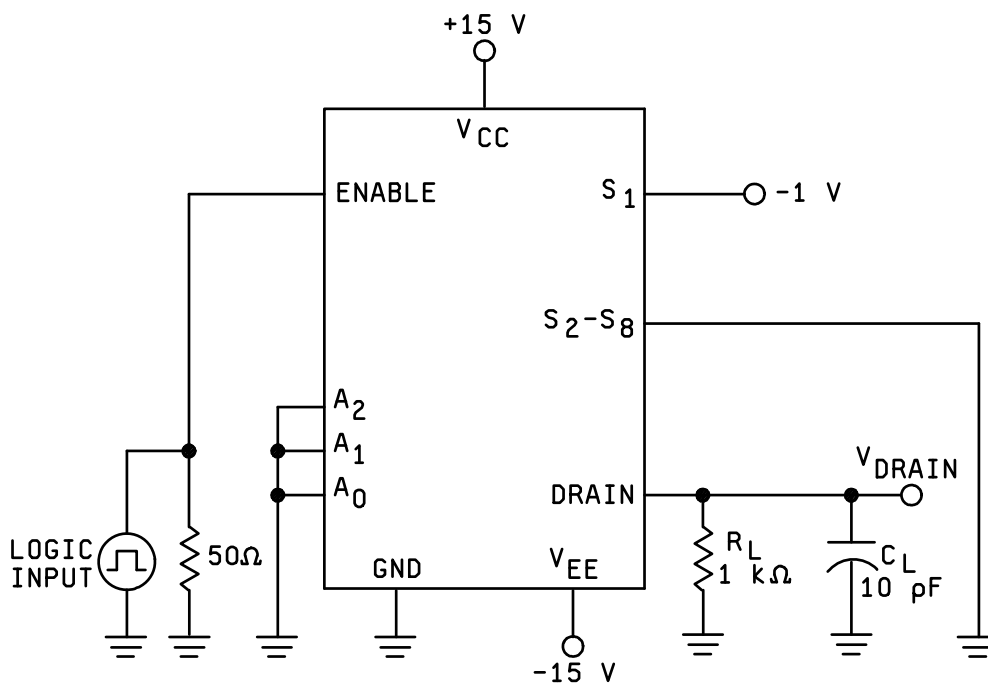 +15 V
VCC
ENABLE
S1
-1 V
S2-S8
A2
A1
A0
VDRAIN
DRAIN
LOGIC
INPUT
50Ω
GND
VEE
RL
1 kΩ
CL
10 pF
-15 V